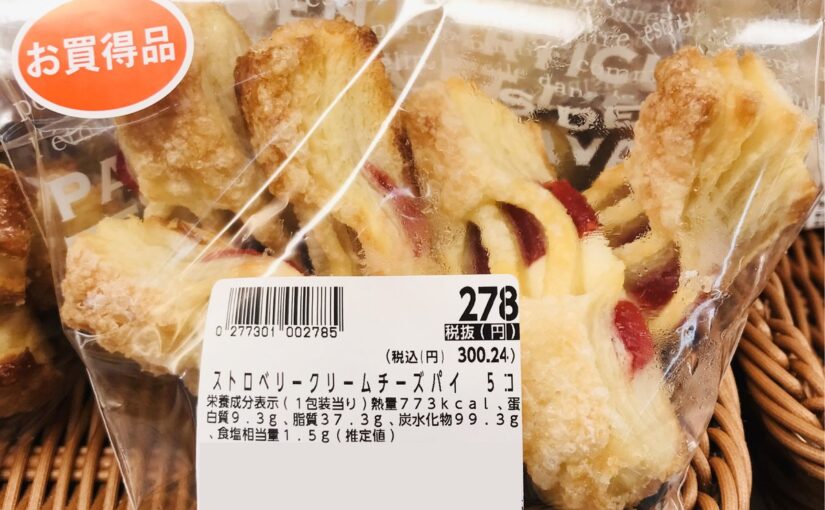 お買得品
0 277301 002785
278
税抜(円)
(税込(円) 300.24)
ストロベリークリームチーズパイ 5コ
栄養成分表示(1包装当り)熱量773kcal、蛋
白質9.3g、脂質37.3g、炭水化物99.3g
、食塩相当量1.5g(推定値)